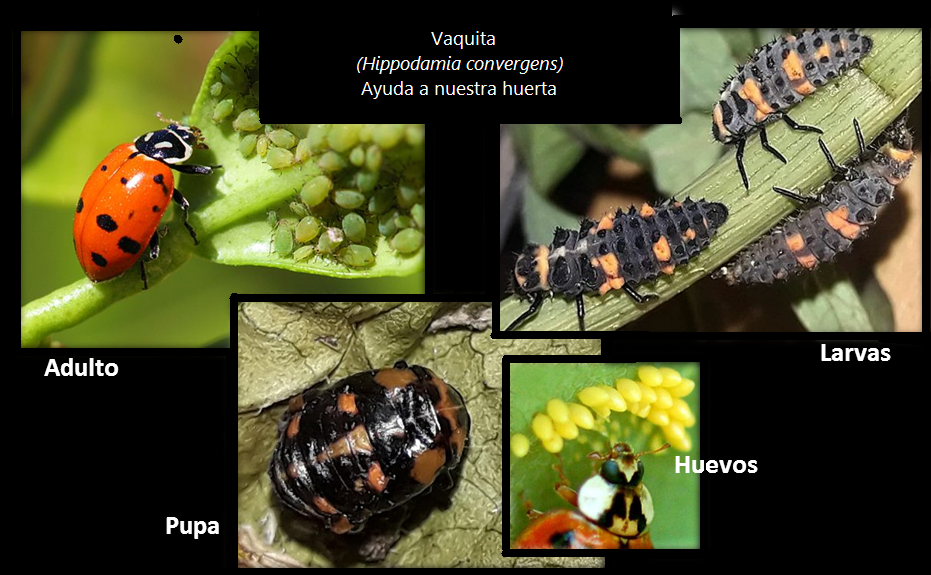 Vaquita
(Hippodamia convergens)
Ayuda a nuestra huerta
Adulto
Larvas
Huevos
Pupa